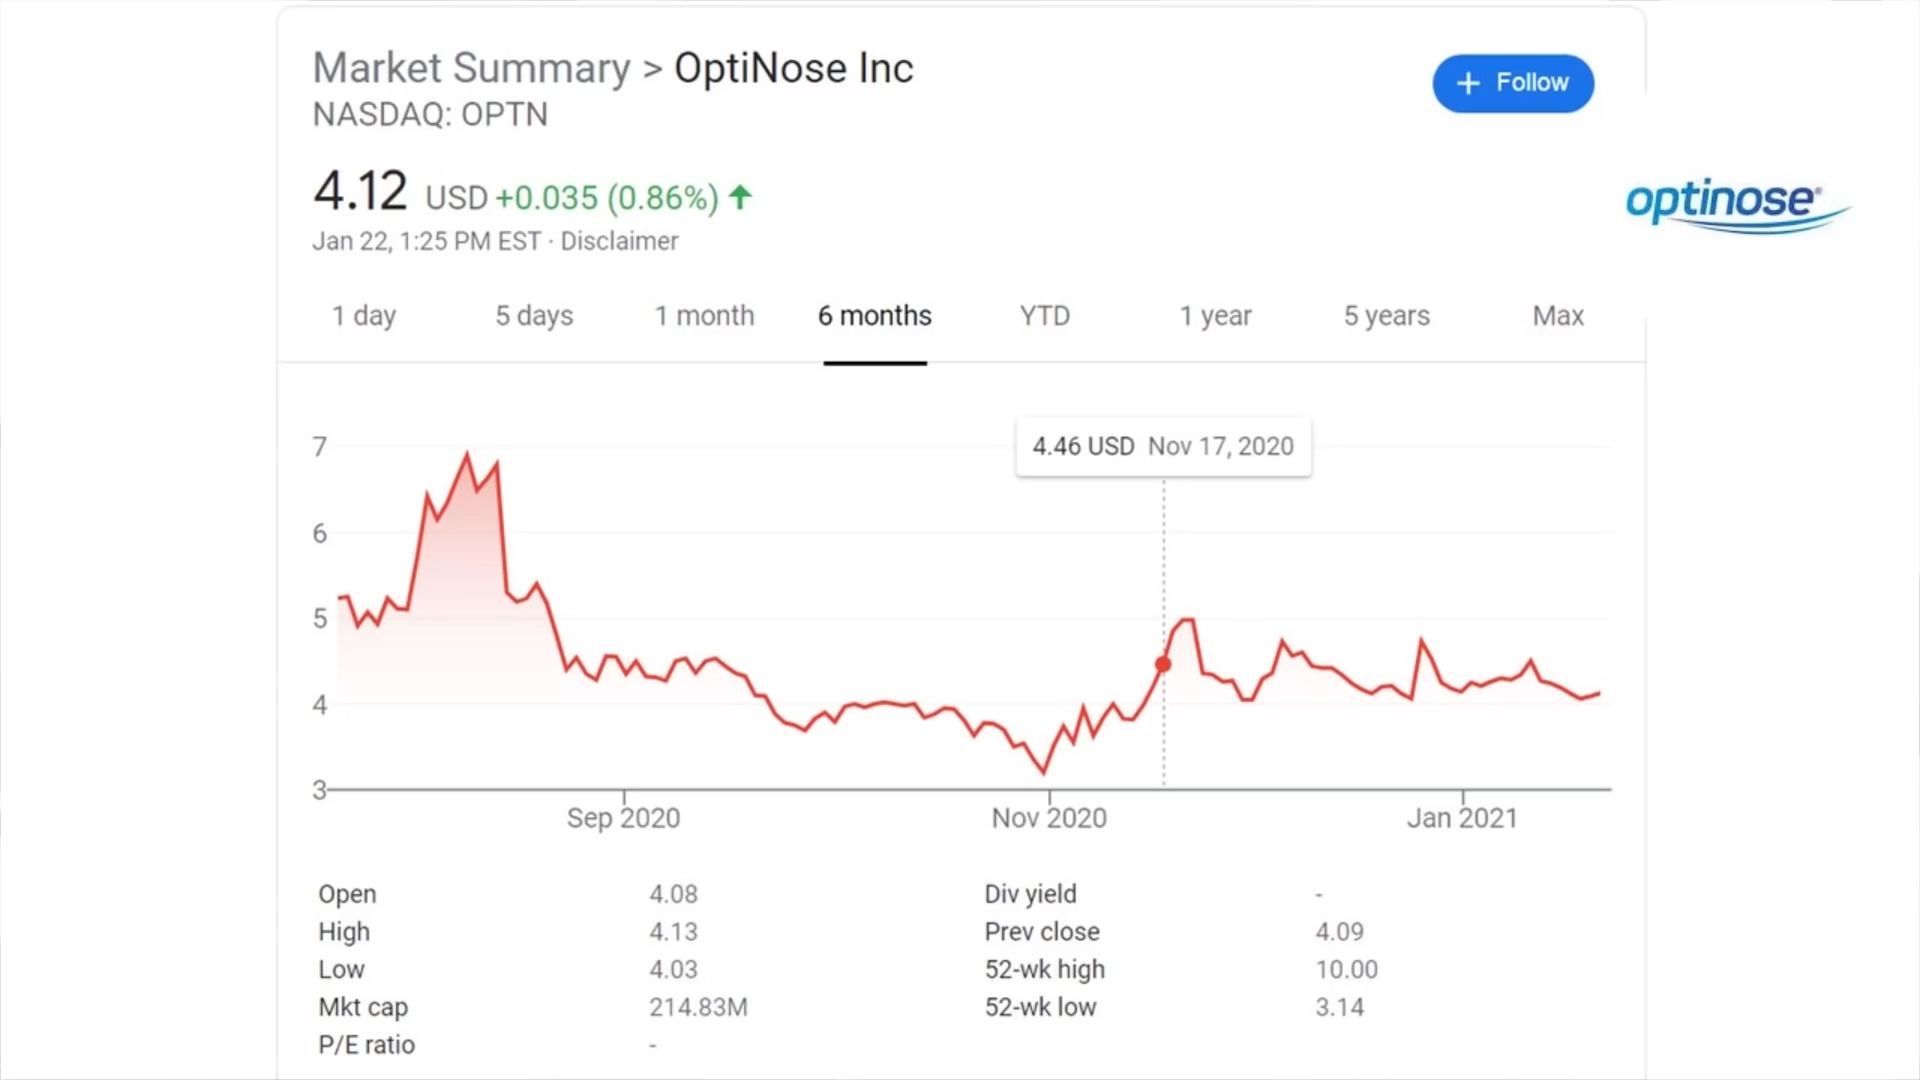 Market Summary > OptiNose Inc
NASDAQ: OPTN
+ Follow
4.12 USD +0.035 (0.86%)
Jan 22, 1:25 PM EST · Disclaimer
optinose®
1 day 5 days 1 month 6 months YTD 1 year 5 years Max
4.46 USD Nov 17, 2020
7
6
5
4
3
Sep 2020 Nov 2020 Jan 2021
Open 4.08 Div yield -
High 4.13 Prev close 4.09
Low 4.03 52-wk high 10.00
Mkt cap 214.83M 52-wk low 3.14
P/E ratio -